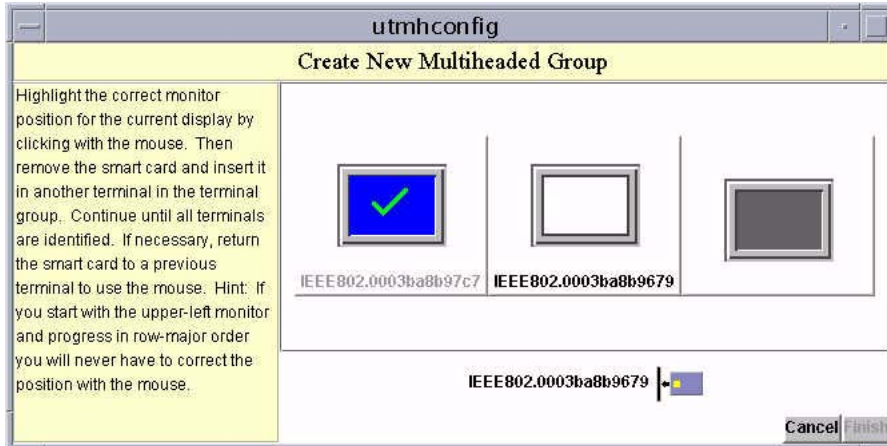 utmhconfig
Create New Multiheaded Group
Highlight the correct monitor
position for the current display by
clicking with the mouse. Then
remove the smart card and insert it
in another terminal in the terminal
group. Continue until all terminals
are identified. If necessary, return
the smart card to a previous
terminal to use the mouse. Hint: If
you start with the upper-left monitor
and progress in row-major order
you will never have to correct the
position with the mouse.
IEEE802.0003ba8b97c7 IEEE802.0003ba8b9679
IEEE802.0003ba8b9679
Cancel Finish